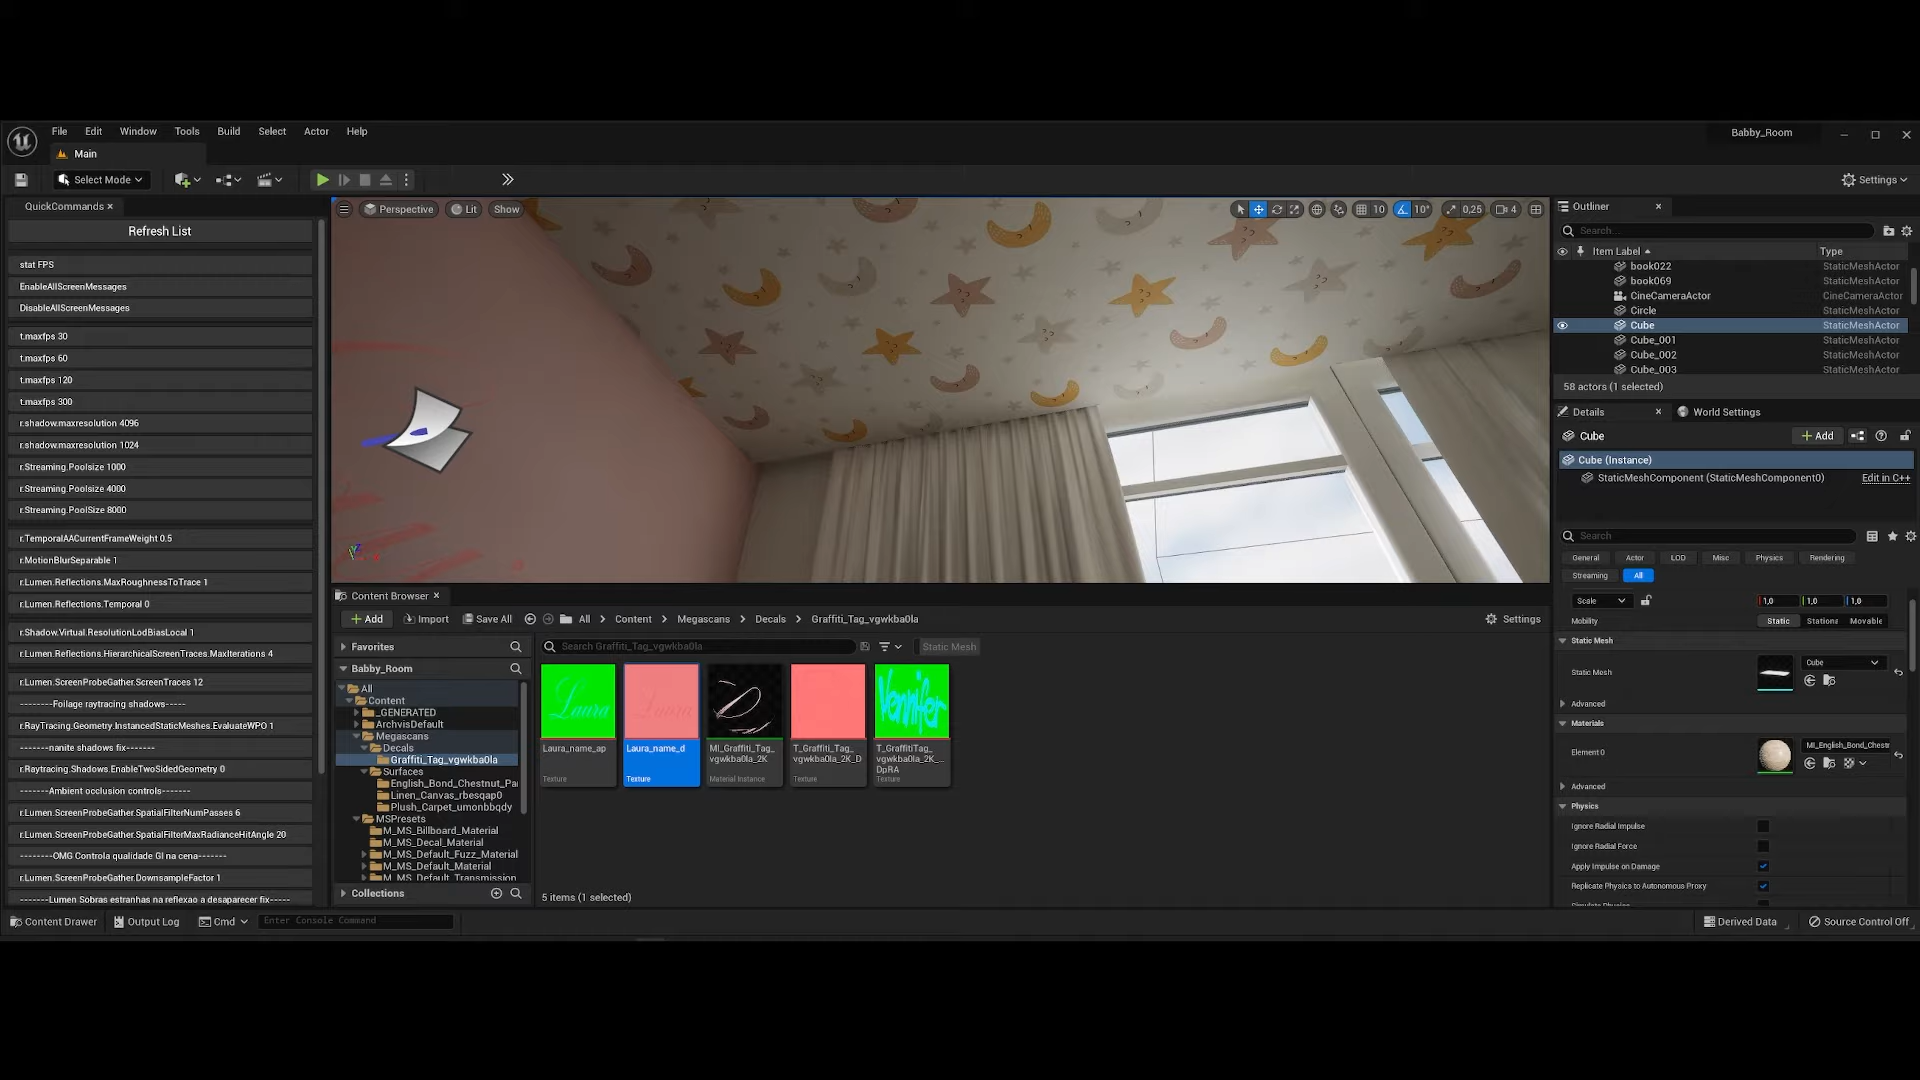 File Edit Window Tools Build Select Actor Help
Babby_Room
Main
Select Mode
Settings
QuickCommands
Refresh List
stat FPS
EnableAllScreenMessages
DisableAllScreenMessages
t.maxfps 30
t.maxfps 60
t.maxfps 120
t.maxfps 300
r.shadow.maxresolution 4096
r.shadow.maxresolution 1024
r.Streaming.Poolsize 1000
r.Streaming.Poolsize 4000
r.Streaming.PoolSize 8000
r.TemporalAACurrentFrameWeight 0.5
r.MotionBlurSeparable 1
r.Lumen.Reflections.MaxRoughnessToTrace 1
r.Lumen.Reflections.Temporal 0
r.Shadow.Virtual.ResolutionLodBiasLocal 1
r.Lumen.Reflections.HierarchicalScreenTraces.MaxIterations 4
r.Lumen.ScreenProbeGather.ScreenTraces 12
--------Foilage raytracing shadows-----
r.RayTracing.Geometry.InstancedStaticMeshes.EvaluateWPO 1
-------nanite shadows fix-------
r.Raytracing.Shadows.EnableTwoSidedGeometry 0
-------Ambient occlusion controls-------
r.Lumen.ScreenProbeGather.SpatialFilterNumPasses 6
r.Lumen.ScreenProbeGather.SpatialFilterMaxRadianceHitAngle 20
--------OMG Controla qualidade GI na cena-------
r.Lumen.ScreenProbeGather.DownsampleFactor 1
-------Lumen Sobras estranhas na reflexao a desaparecer fix-----
Perspective Lit Show
10 10° 0,25 4
Content Browser
Add Import Save All All Content Megascans Decals Graffiti_Tag_vgwkba0la Settings
Favorites
Search Graffiti_Tag_vgwkba0la
Static Mesh
Babby_Room
All
Content
_GENERATED
ArchvisDefault
Megascans
Decals
Graffiti_Tag_vgwkba0la
Surfaces
English_Bond_Chestnut_Pa
Linen_Canvas_rbesqap0
Plush_Carpet_umonbbqdy
MSPresets
M_MS_Billboard_Material
M_MS_Decal_Material
M_MS_Default_Fuzz_Material
M_MS_Default_Material
M_MS_Default_Transmission
Collections
Laura
Laura
Vennifer
Laura_name_ap
Texture
Laura_name_d
Texture
MI_Graffiti_Tag_
vgwkba0la_2K
Material Instance
T_Graffiti_Tag_
vgwkba0la_2K_D
Texture
T_GraffitiTag_
vgwkba0la_2K_...
DpRA
Texture
5 items (1 selected)
Outliner
Search...
Item Label Type
book022 StaticMeshActor
book069 StaticMeshActor
CineCameraActor CineCameraActor
Circle StaticMeshActor
Cube StaticMeshActor
Cube_001 StaticMeshActor
Cube_002 StaticMeshActor
Cube_003 StaticMeshActor
58 actors (1 selected)
Details World Settings
Cube
Add
Cube (Instance)
StaticMeshComponent (StaticMeshComponent0) Edit in C++
Search
General Actor LOD Misc Physics Rendering
Streaming All
Scale 1,0 1,0 1,0
Mobility Static Stationa Movable
Static Mesh
Static Mesh Cube
Advanced
Materials
Element 0 MI_English_Bond_Chestn
Advanced
Physics
Ignore Radial Impulse
Ignore Radial Force
Apply Impulse on Damage
Replicate Physics to Autonomous Proxy
Content Drawer Output Log Cmd Enter Console Command
Derived Data Source Control Off